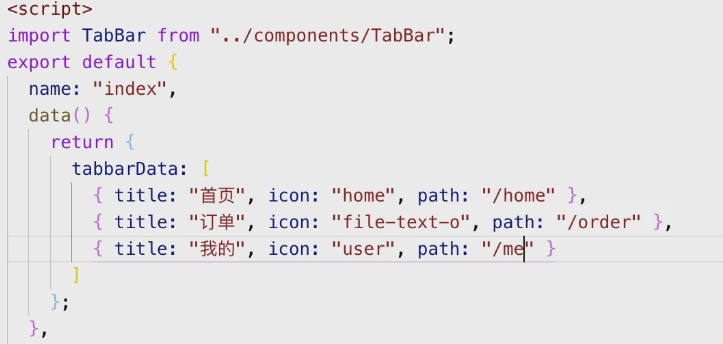 <script>
import TabBar from "../components/TabBar";
export default {
name: "index",
data() {
return {
tabbarData: [
{ title: "首页", icon: "home", path: "/home" },
{ title: "订单", icon: "file-text-o", path: "/order" },
{ title: "我的", icon: "user", path: "/me" }
]
};
},